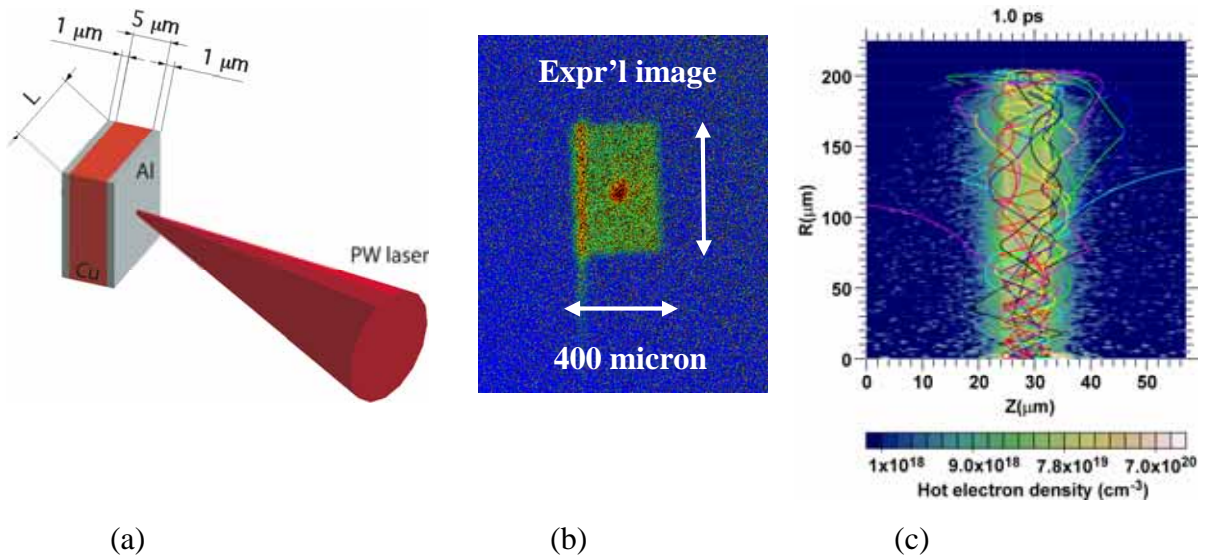 5 μm
1 μm
1 μm
L
Al
Cu
PW laser
(a)
Expr'l image
400 micron
(b)
1.0 ps
200
150
100
50
0
R(μm)
0 10 20 30 40 50
Z(μm)
1x10¹⁸ 9.0x10¹⁸ 7.8x10¹⁹ 7.0x10²⁰
Hot electron density (cm⁻³)
(c)